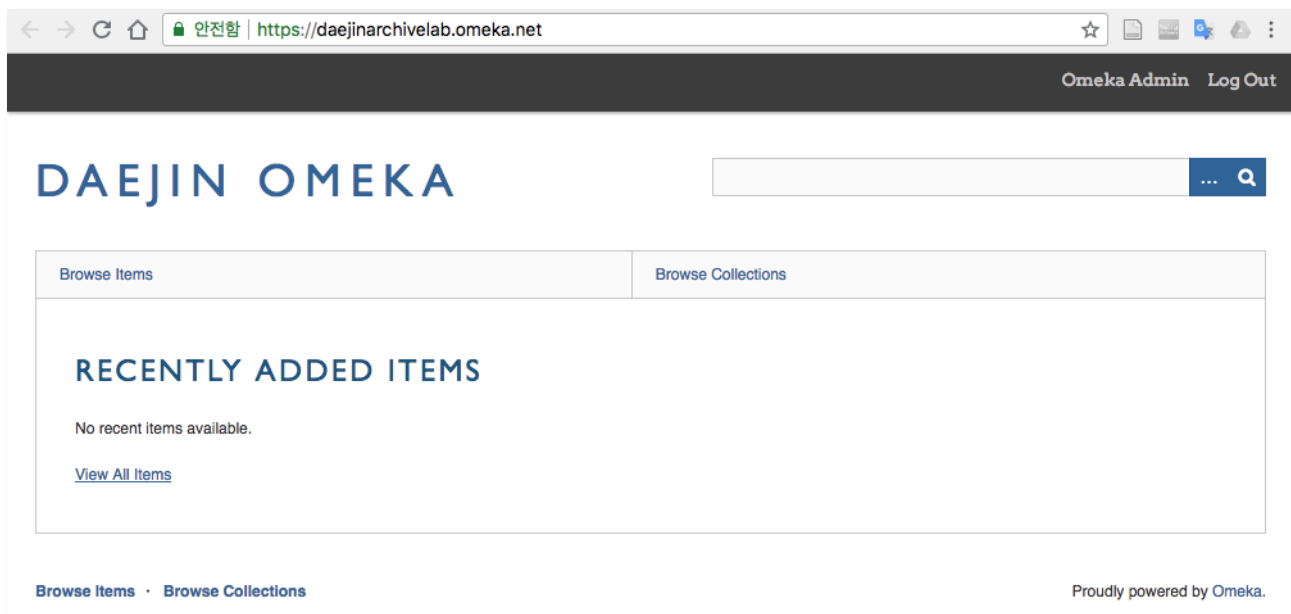 안전함 https://daejinarchivelab.omeka.net
Omeka Admin Log Out
DAEJIN OMEKA
...
Browse Items Browse Collections
RECENTLY ADDED ITEMS
No recent items available.
View All Items
Browse Items · Browse Collections Proudly powered by Omeka.